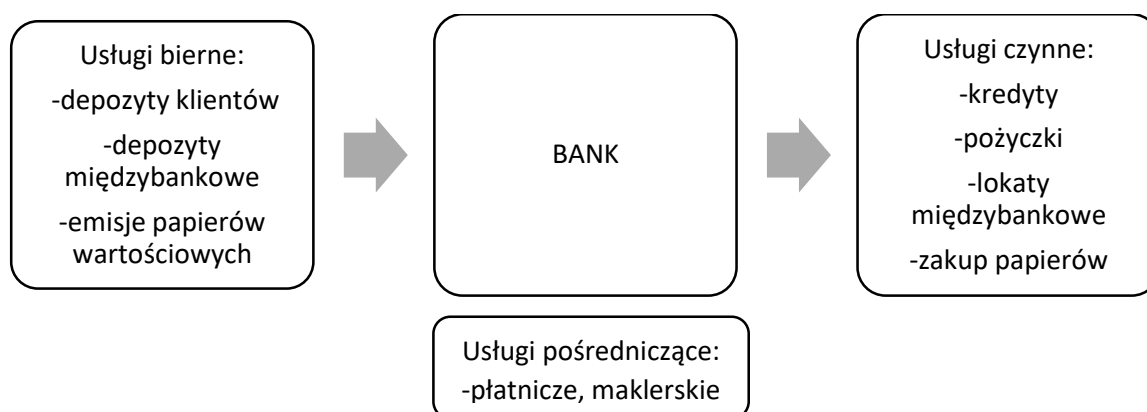 Usługi bierne:
-depozyty klientów
-depozyty
międzybankowe
-emisje papierów
wartościowych
BANK
Usługi czynne:
-kredyty
-pożyczki
-lokaty
międzybankowe
-zakup papierów
Usługi pośredniczące:
-płatnicze, maklerskie